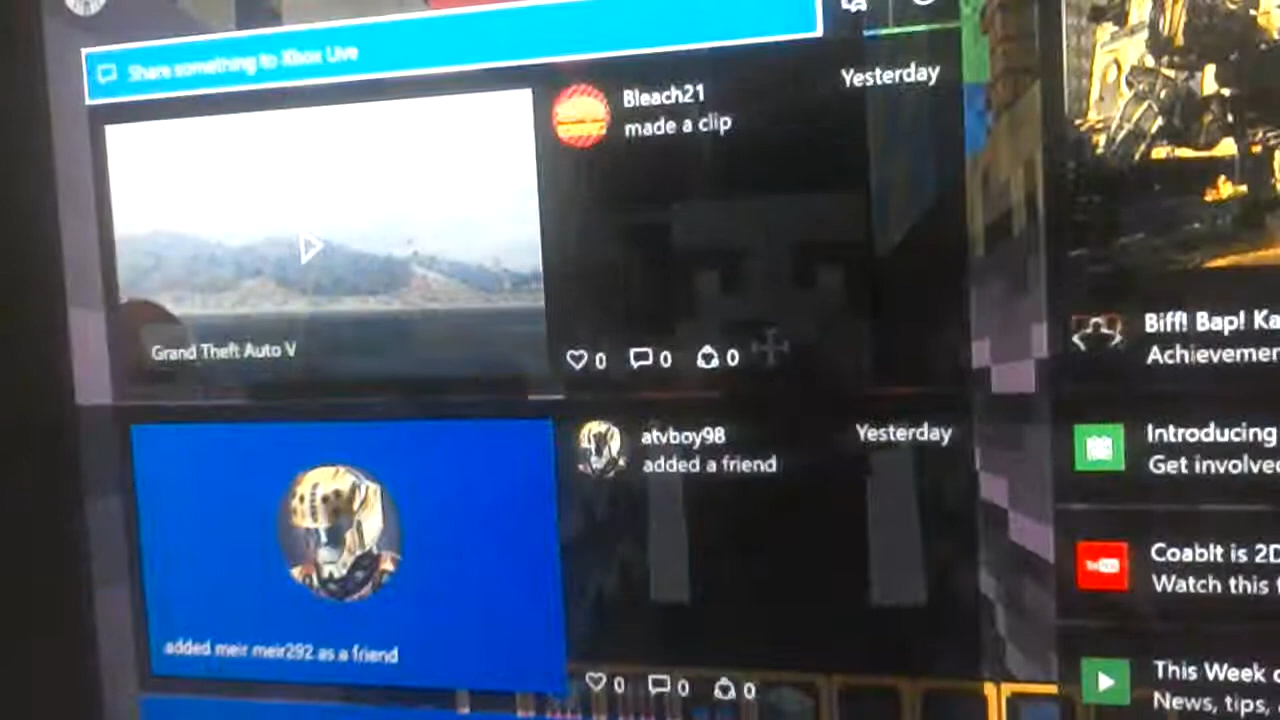 Share something to Xbox Live
Bleach21
made a clip
Yesterday
Grand Theft Auto V
0 0 0
atvboy98
added a friend
Yesterday
added meir meir292 as a friend
0 0 0
Biff! Bap! Ka
Achievemen
Introducing
Get involve
CoabIt is 2D
Watch this
This Week
News, tips,